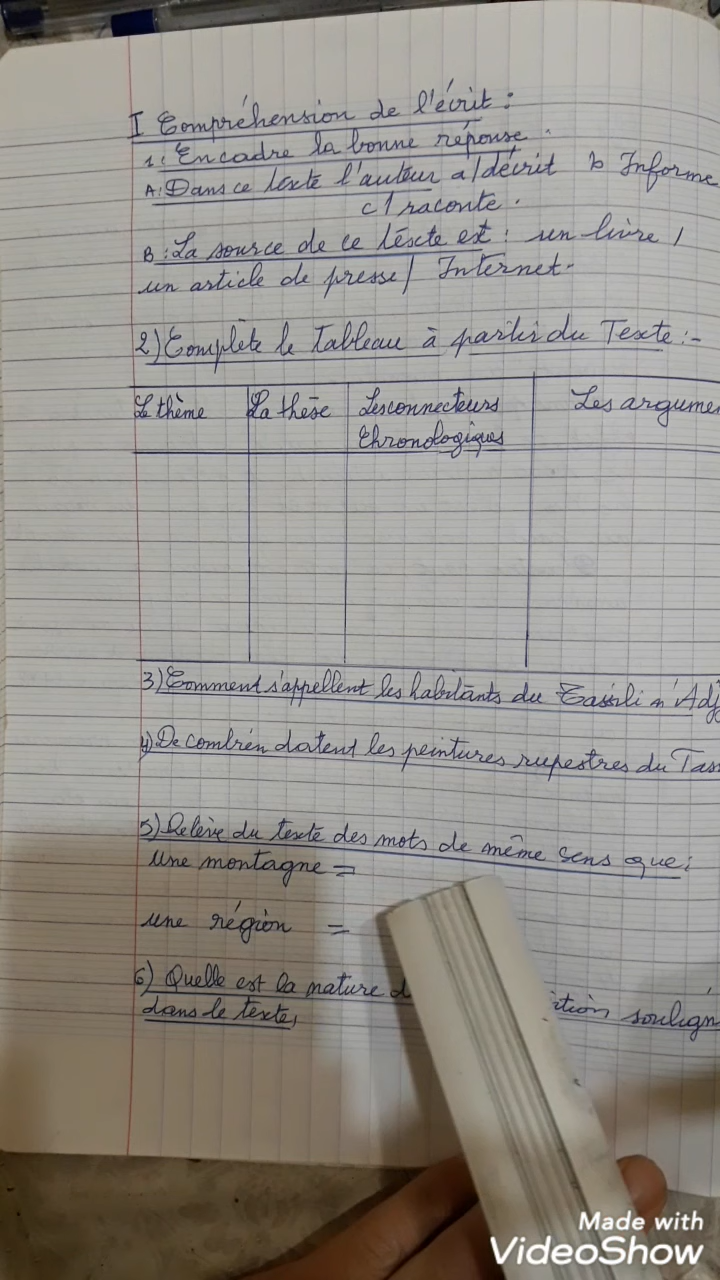 I Compréhension de l'écrit :
1: Encadre la bonne réponse.
A: Dans ce texte l'auteur a/ décrit b Informe
c/ raconte.
B: La source de ce texte est : un livre /
un article de presse / Internet.
2) Complète le tableau à partir du Texte :-
Le thème La thèse Les connecteurs Les argume
Chronologiques
3) Comment s'appellent les habitants du Tassili n'Adj
4) De combien datent les peintures rupestres du Tas
5) Relève du texte des mots de même sens que :
une montagne =
une région =
6) Quelle est la nature d ition soulign
dans le texte,
Made with
VideoShow